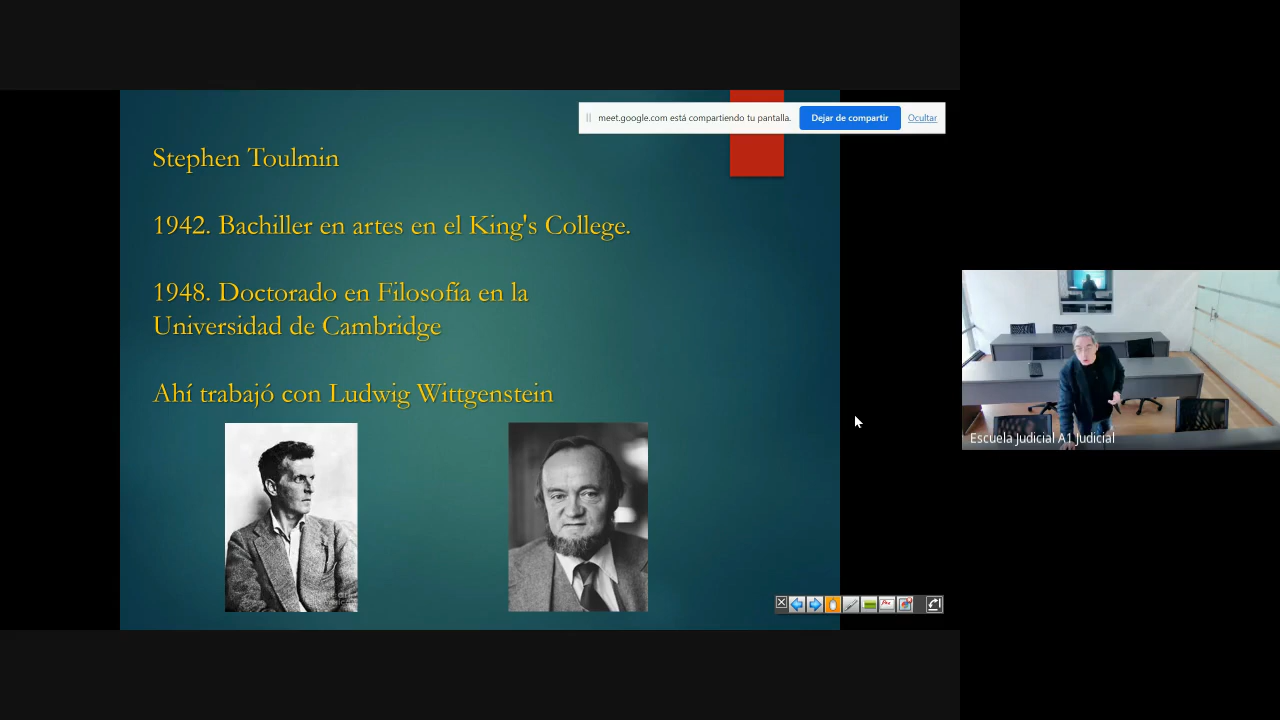 meet.google.com está compartiendo tu pantalla. Dejar de compartir Ocultar
Stephen Toulmin
1942. Bachiller en artes en el King's College.
1948. Doctorado en Filosofía en la
Universidad de Cambridge
Ahí trabajó con Ludwig Wittgenstein
Escuela Judicial A1 Judicial